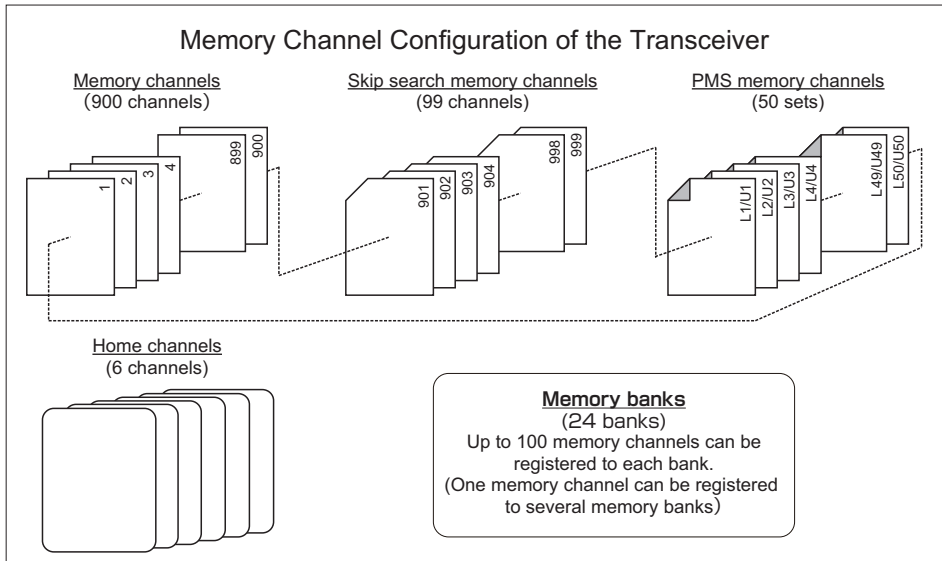 Memory Channel Configuration of the Transceiver
Memory channels
(900 channels)
1
2
3
4
899
900
Skip search memory channels
(99 channels)
901
902
903
904
998
999
PMS memory channels
(50 sets)
L1/U1
L2/U2
L3/U3
L4/U4
L49/U49
L50/U50
Home channels
(6 channels)
Memory banks
(24 banks)
Up to 100 memory channels can be
registered to each bank.
(One memory channel can be registered
to several memory banks)